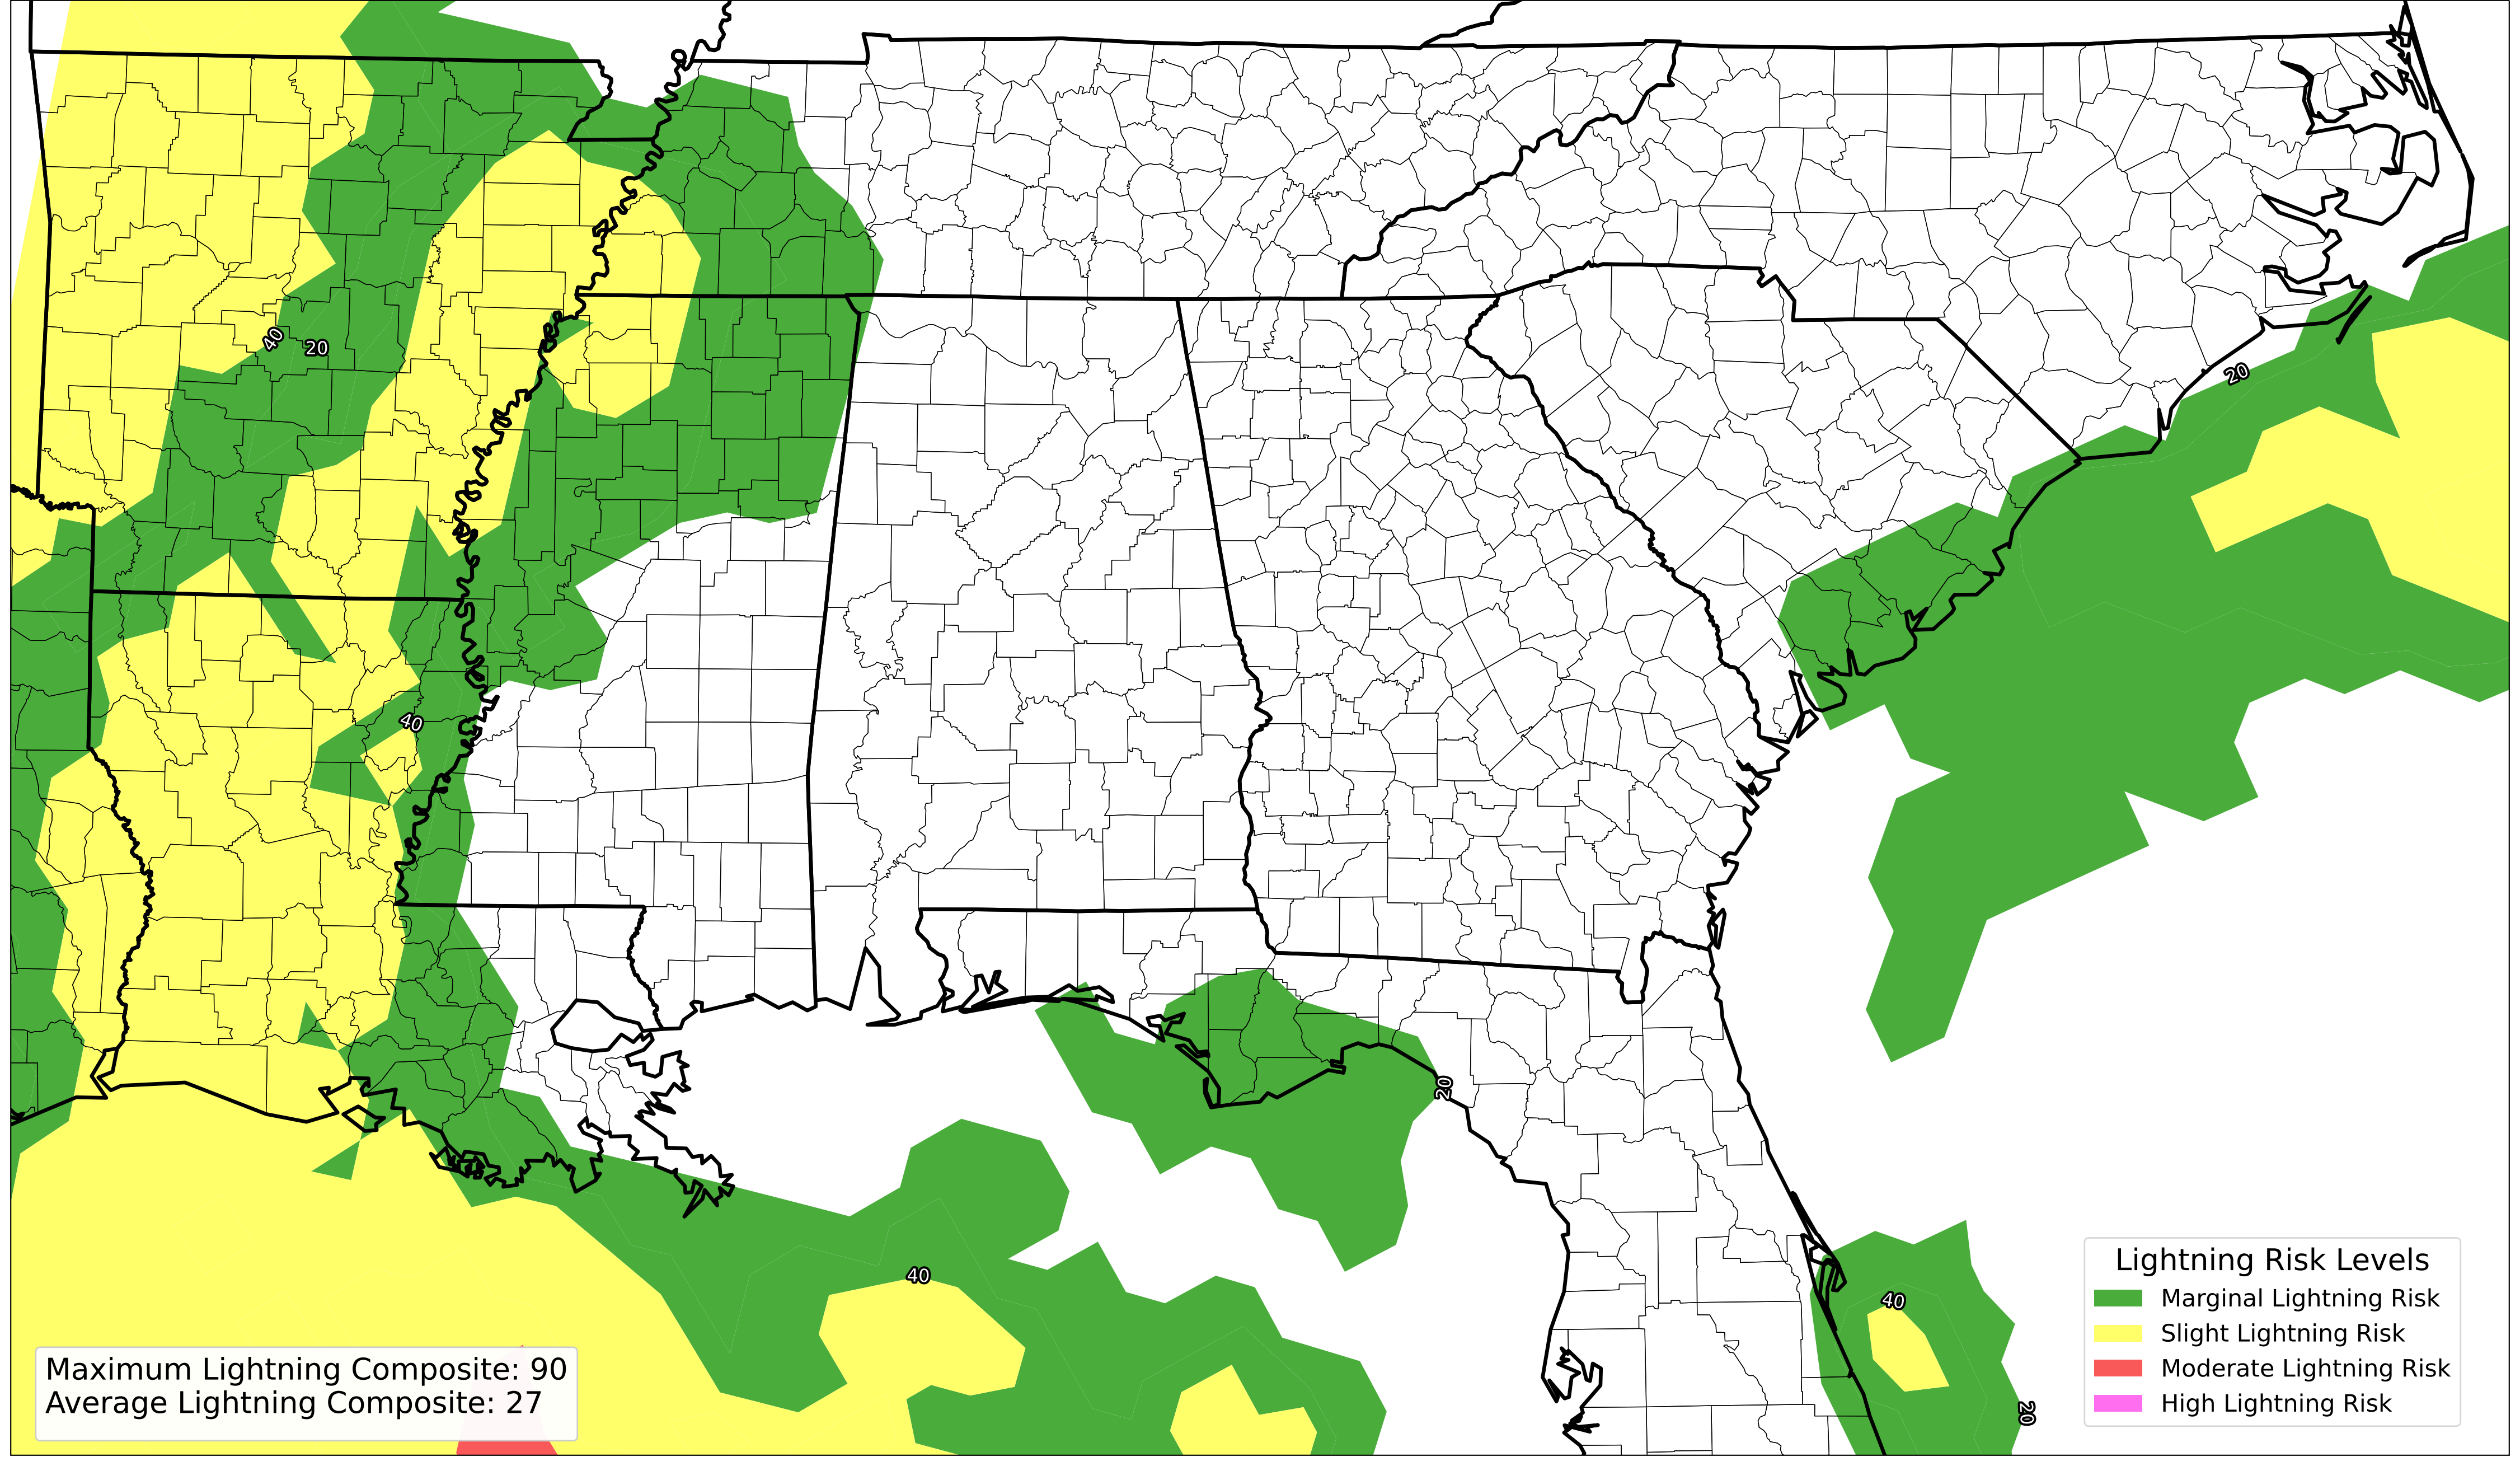 40
20
20
40
20
40
40
20
Maximum Lightning Composite: 90
Average Lightning Composite: 27
Lightning Risk Levels
Marginal Lightning Risk
Slight Lightning Risk
Moderate Lightning Risk
High Lightning Risk